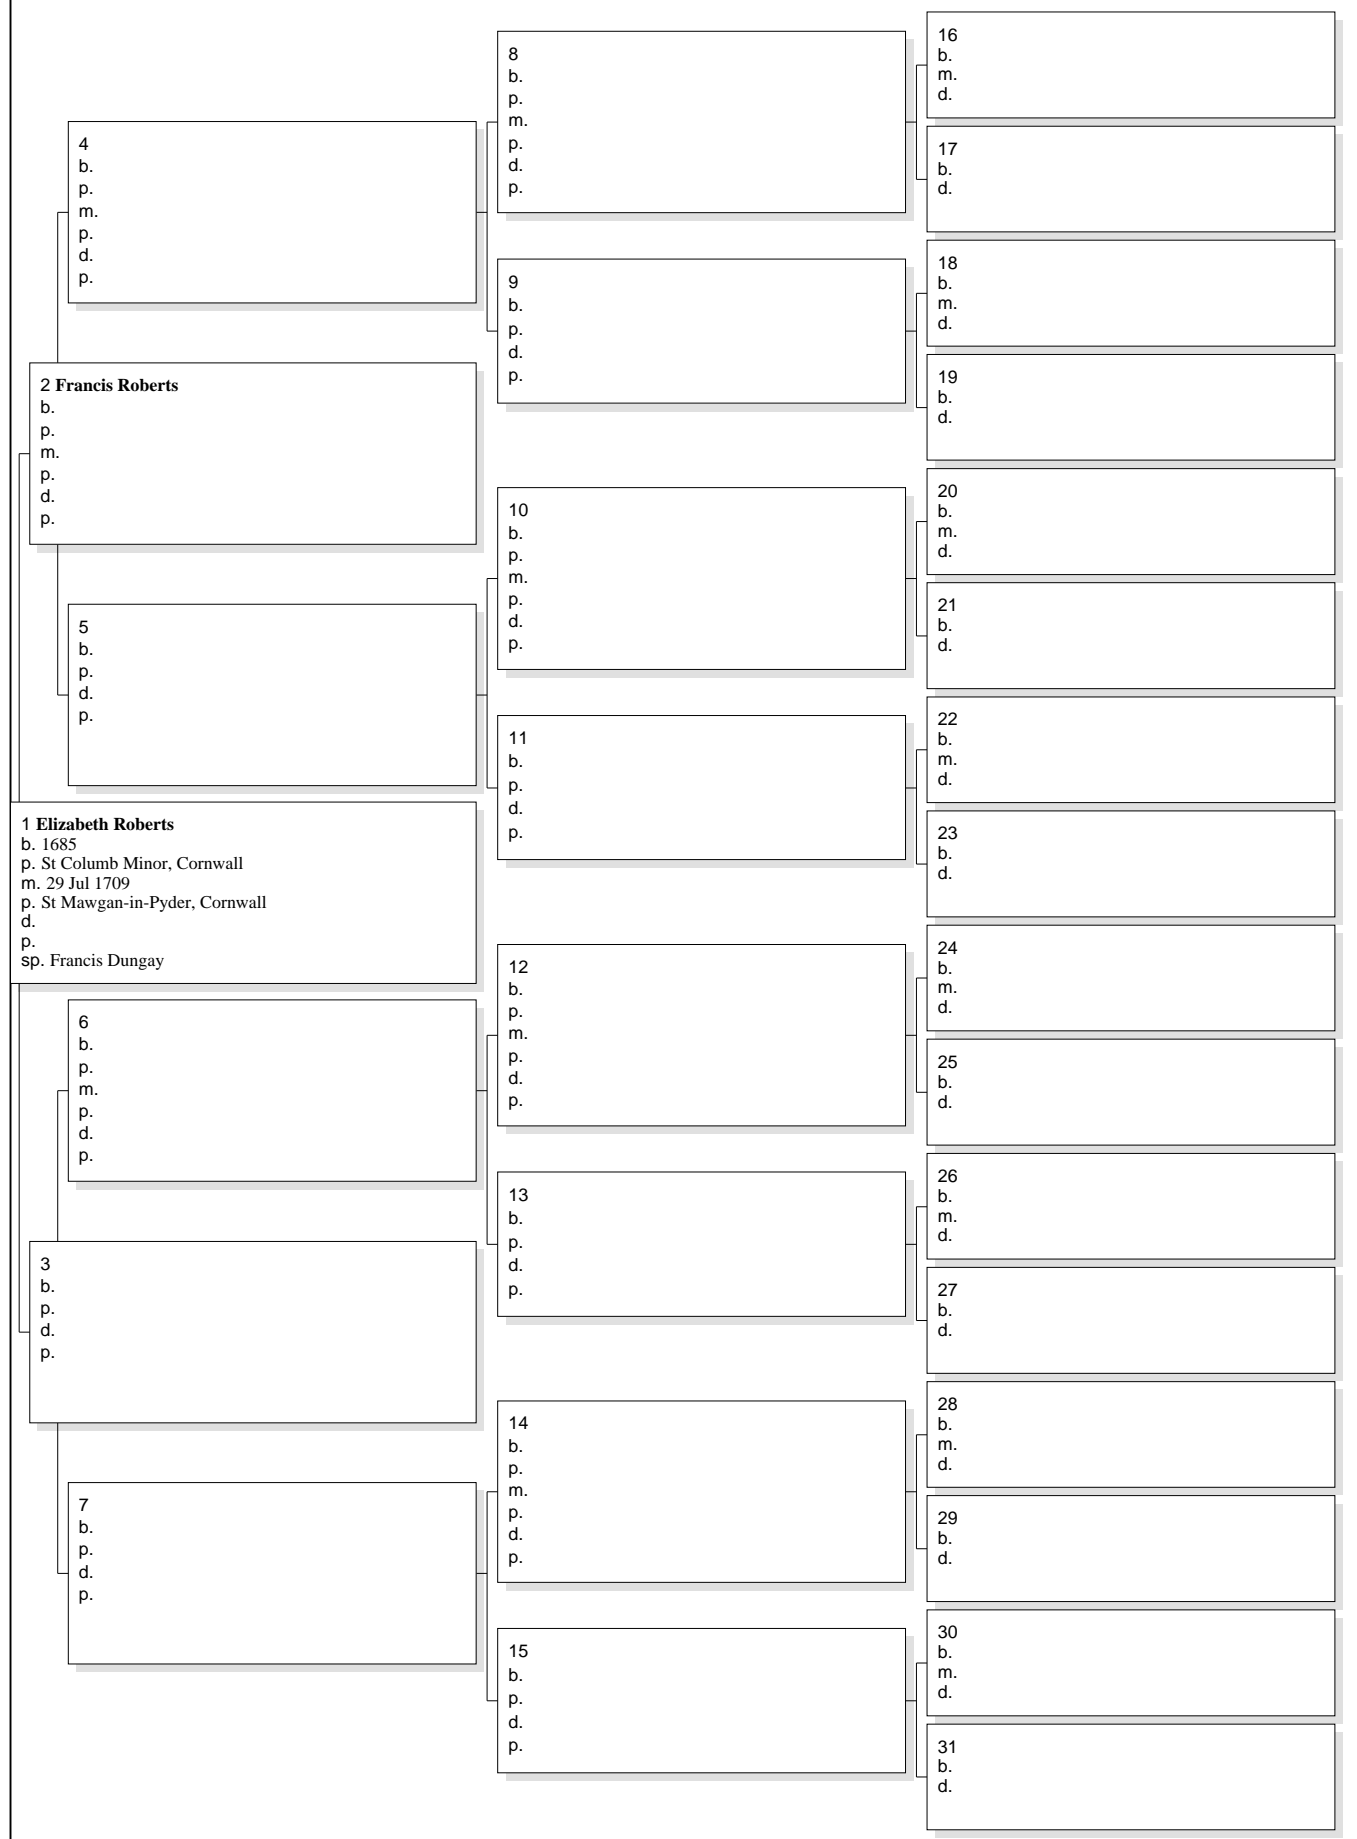 16
b.
m.
d.
8
b.
p.
m.
p.
d.
p.
17
b.
d.
4
b.
p.
m.
p.
d.
p.
18
b.
m.
d.
9
b.
p.
d.
p.
19
b.
d.
2 Francis Roberts
b.
p.
m.
p.
d.
p.
20
b.
m.
d.
10
b.
p.
m.
p.
d.
p.
21
b.
d.
5
b.
p.
d.
p.
22
b.
m.
d.
11
b.
p.
d.
p.
23
b.
d.
1 Elizabeth Roberts
b. 1685
p. St Columb Minor, Cornwall
m. 29 Jul 1709
p. St Mawgan-in-Pyder, Cornwall
d.
p.
sp. Francis Dungay
24
b.
m.
d.
12
b.
p.
m.
p.
d.
p.
25
b.
d.
6
b.
p.
m.
p.
d.
p.
26
b.
m.
d.
13
b.
p.
d.
p.
27
b.
d.
3
b.
p.
d.
p.
28
b.
m.
d.
14
b.
p.
m.
p.
d.
p.
29
b.
d.
7
b.
p.
d.
p.
30
b.
m.
d.
15
b.
p.
d.
p.
31
b.
d.